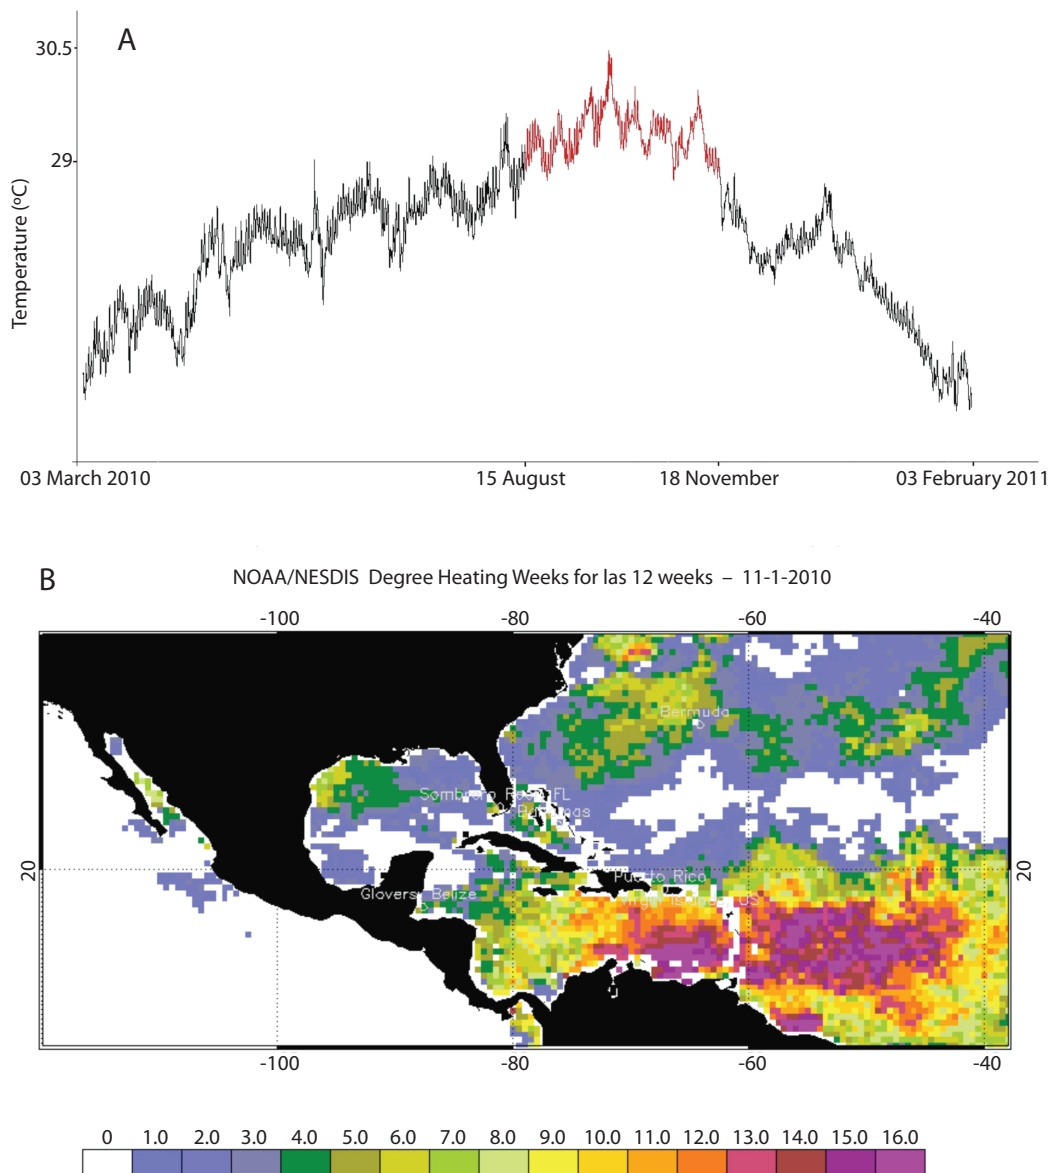 A
30.5
29
Temperature (ºC)
03 March 2010 15 August 18 November 03 February 2011
B
NOAA/NESDIS Degree Heating Weeks for las 12 weeks – 11-1-2010
-100 -80 -60 -40
Bermuda
Sombrero Reef FL
Bahamas
20 20
Puerto Rico
Glovers, Belize
Virgin Islands, US
-100 -80 -60 -40
0 1.0 2.0 3.0 4.0 5.0 6.0 7.0 8.0 9.0 10.0 11.0 12.0 13.0 14.0 15.0 16.0